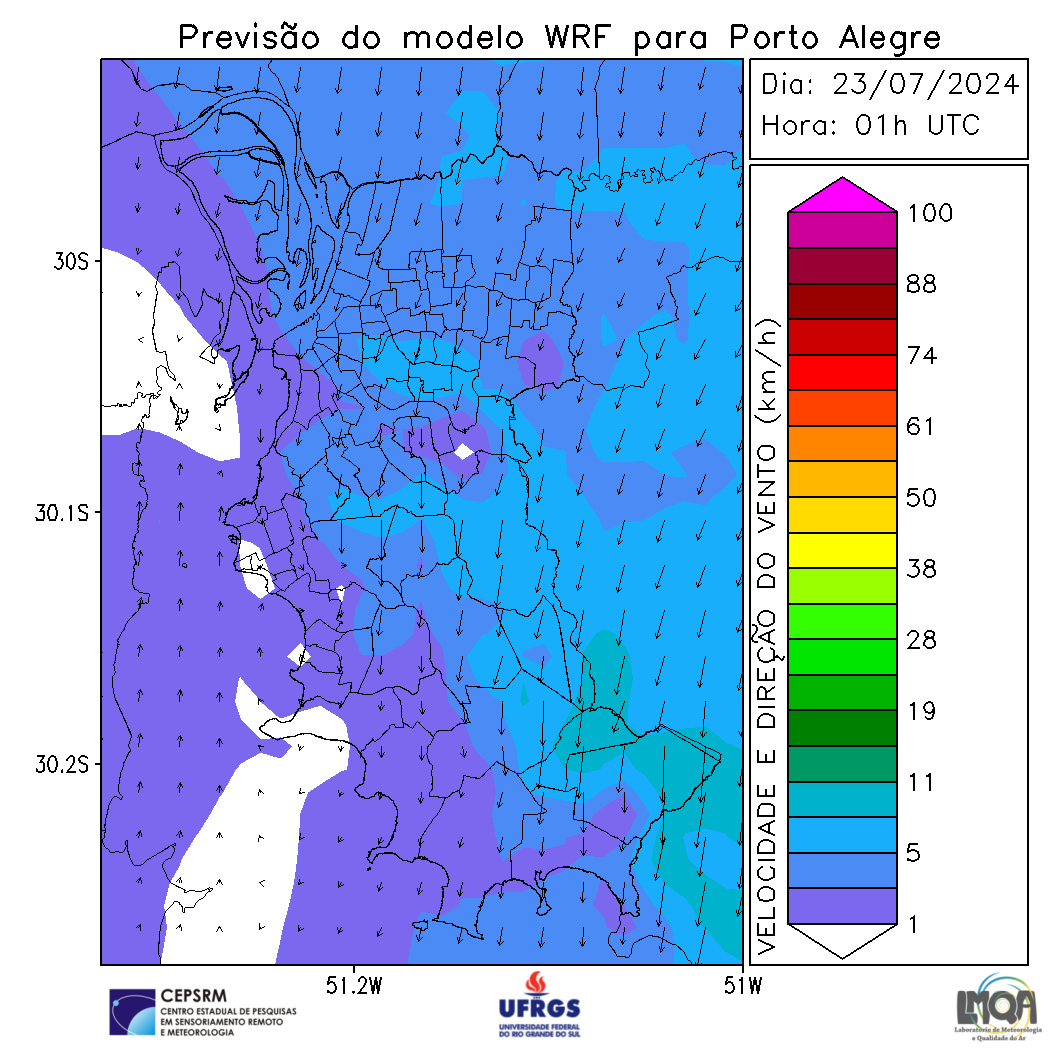 Previsão do modelo WRF para Porto Alegre
Dia: 23/07/2024
Hora: 01h UTC
30S
30.1S
30.2S
51.2W
51W
VELOCIDADE E DIREÇÃO DO VENTO (km/h)
100
88
74
61
50
38
28
19
11
5
1
CEPSRM
CENTRO ESTADUAL DE PESQUISAS
EM SENSORIAMENTO REMOTO
E METEOROLOGIA
UFRGS
UNIVERSIDADE FEDERAL
DO RIO GRANDE DO SUL
LMQA
Laboratório de Meteorologia
e Qualidade do Ar